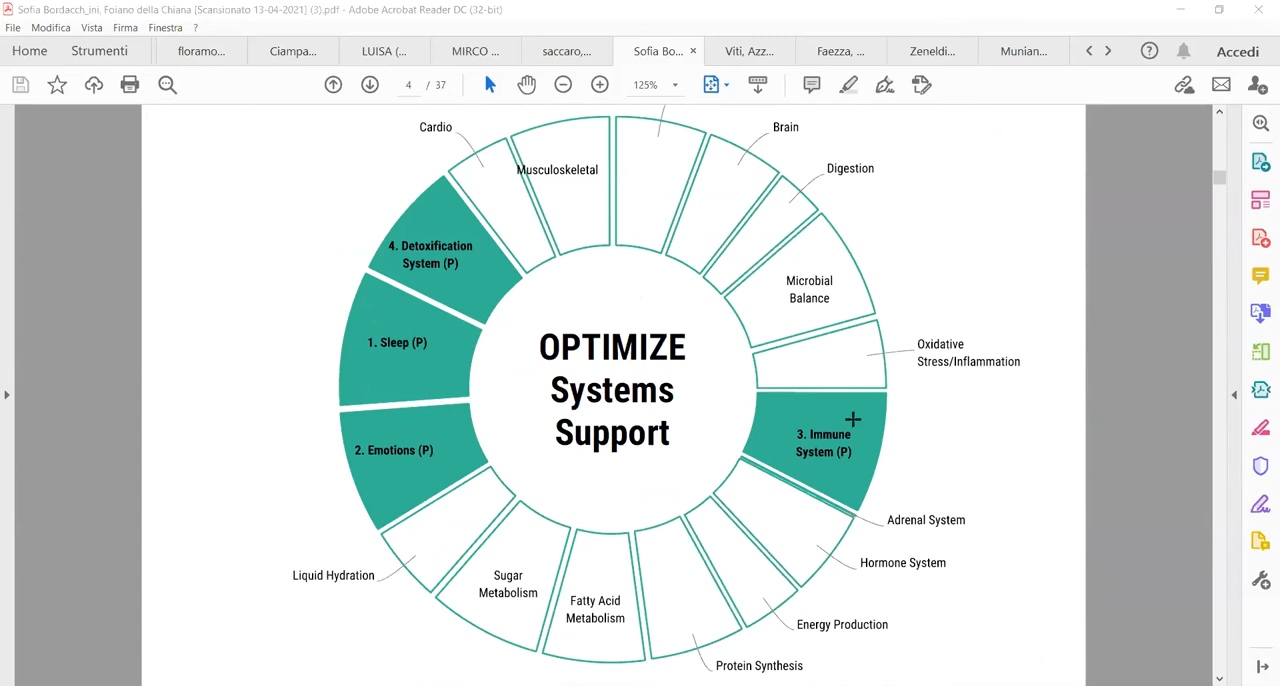 Sofia Bordacch_ini, Foiano della Chiana [Scansionato 13-04-2021] (3).pdf - Adobe Acrobat Reader DC (32-bit)
File Modifica Vista Firma Finestra ?
Home Strumenti floramo... Ciampa... LUISA (... MIRCO ... saccaro,... Sofia Bo... × Viti, Azz... Faezza, ... Zeneldi... Munian... Accedi
4 / 37 125%
Cardio
Brain
Musculoskeletal
Digestion
4. Detoxification
System (P)
Microbial
Balance
1. Sleep (P)
OPTIMIZE
Systems
Support
Oxidative
Stress/Inflammation
2. Emotions (P)
3. Immune
System (P)
Adrenal System
Hormone System
Liquid Hydration
Sugar
Metabolism
Fatty Acid
Metabolism
Energy Production
Protein Synthesis